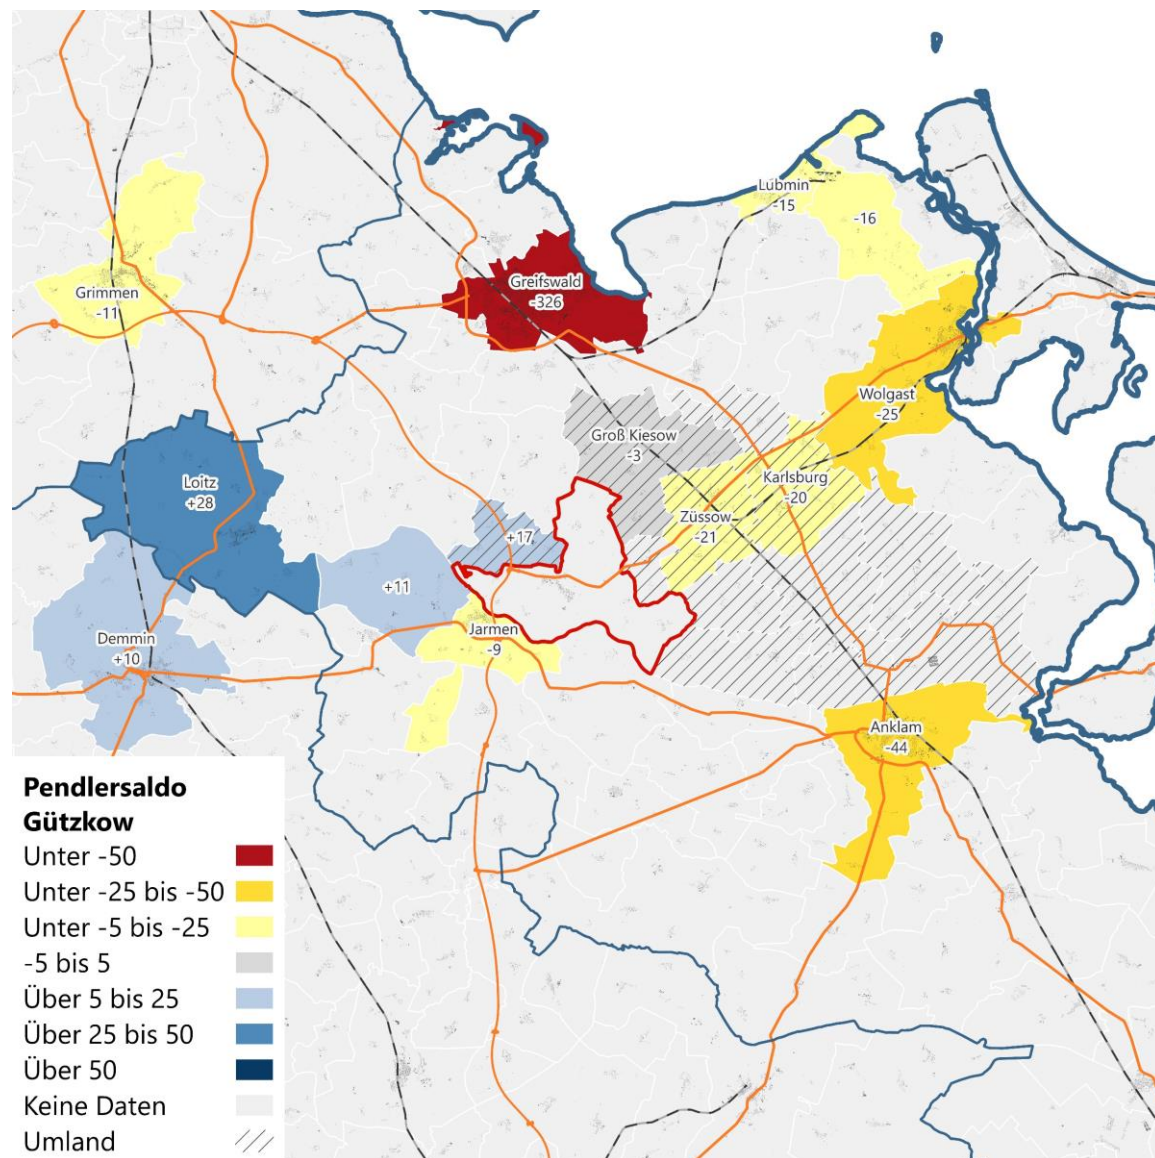 Lubmin
-15
-16
Greifswald
-326
Grimmen
-11
Wolgast
-25
Groß Kiesow
-3
Karlsburg
-20
Loitz
+28
Züssow
-21
+17
+11
Jarmen
-9
Demmin
+10
Anklam
-44
Pendlersaldo
Gützkow
Unter -50
Unter -25 bis -50
Unter -5 bis -25
-5 bis 5
Über 5 bis 25
Über 25 bis 50
Über 50
Keine Daten
Umland